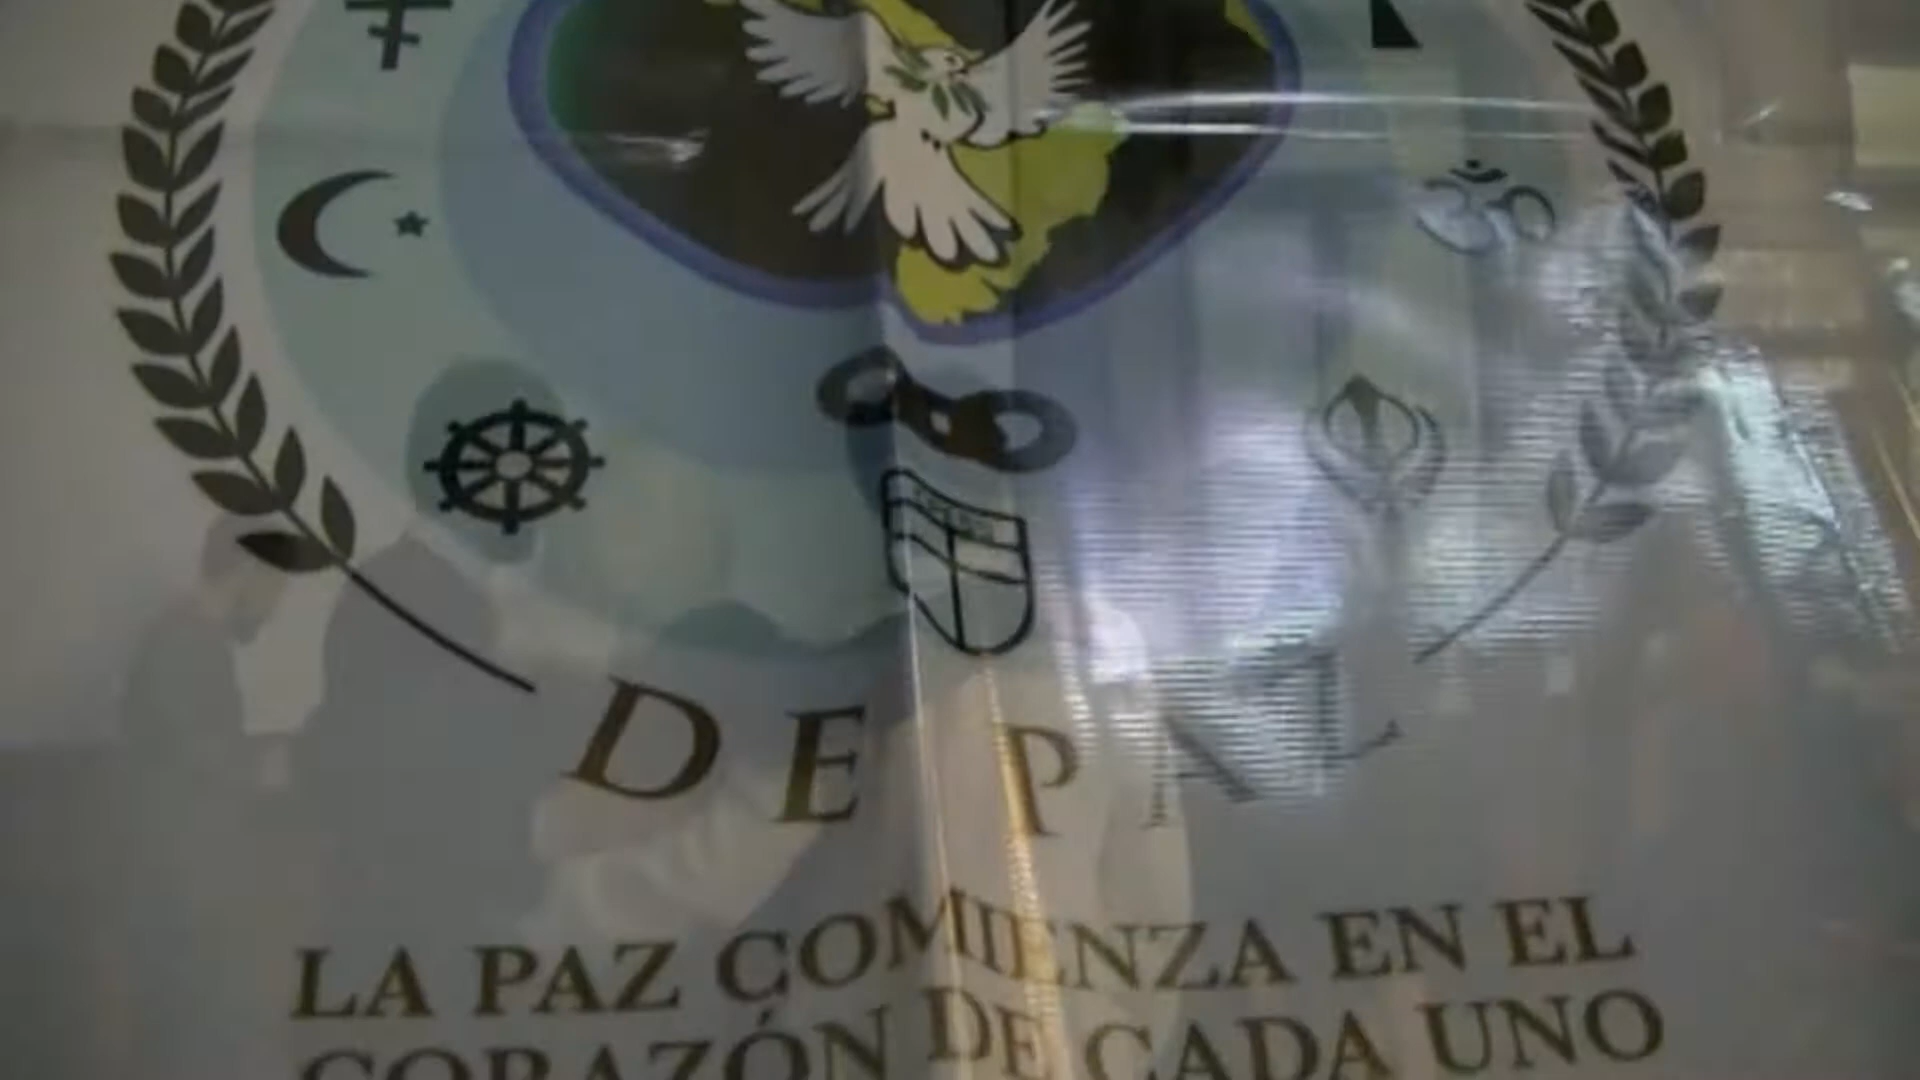 DE PAZ
LA PAZ COMIENZA EN EL
CORAZÓN DE CADA UNO